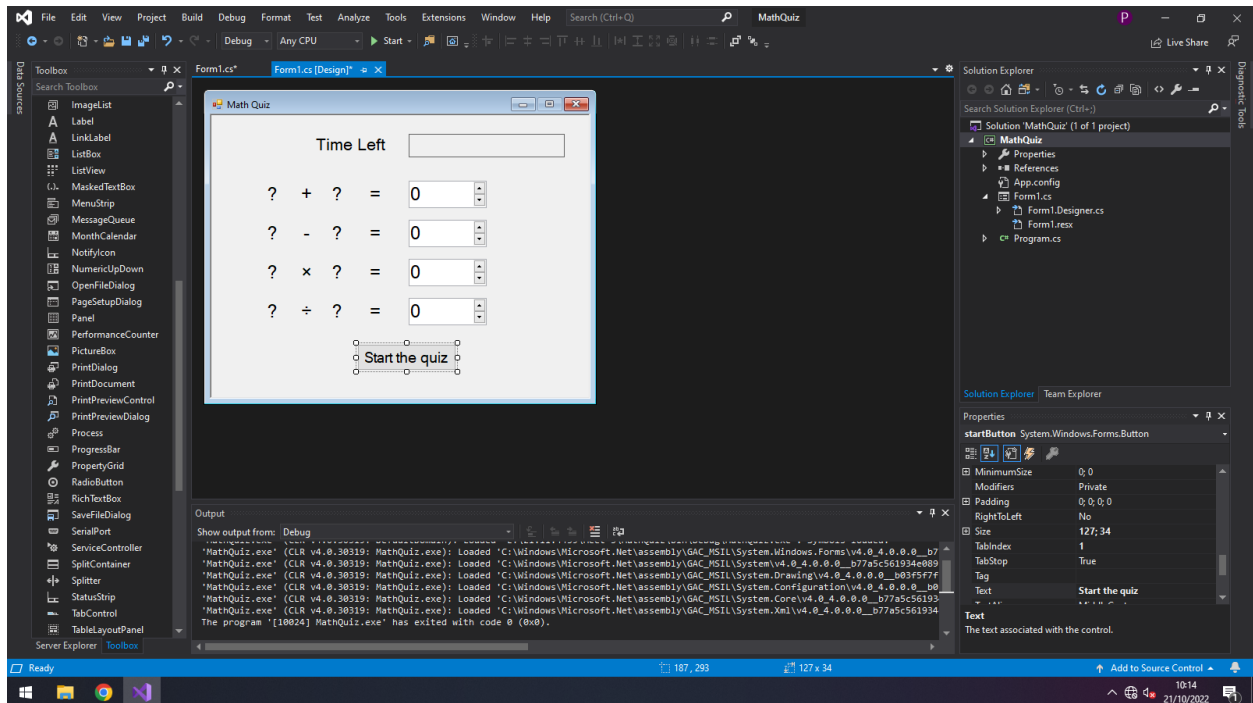 File Edit View Project Build Debug Format Test Analyze Tools Extensions Window Help Search (Ctrl+Q) MathQuiz P
Debug Any CPU Start Live Share
Data Sources
Toolbox
Search Toolbox
ImageList
Label
LinkLabel
ListBox
ListView
MaskedTextBox
MenuStrip
MessageQueue
MonthCalendar
NotifyIcon
NumericUpDown
OpenFileDialog
PageSetupDialog
Panel
PerformanceCounter
PictureBox
PrintDialog
PrintDocument
PrintPreviewControl
PrintPreviewDialog
Process
ProgressBar
PropertyGrid
RadioButton
RichTextBox
SaveFileDialog
SerialPort
ServiceController
SplitContainer
Splitter
StatusStrip
TabControl
TableLayoutPanel
Server Explorer Toolbox
Form1.cs* Form1.cs [Design]*
Math Quiz
Time Left
? + ? = 0
? - ? = 0
? × ? = 0
? ÷ ? = 0
Start the quiz
Output
Show output from: Debug
'MathQuiz.exe' (CLR v4.0.30319: MathQuiz.exe): Loaded 'C:\Windows\Microsoft.Net\assembly\GAC_MSIL\System.Windows.Forms\v4.0_4.0.0.0__b7
'MathQuiz.exe' (CLR v4.0.30319: MathQuiz.exe): Loaded 'C:\Windows\Microsoft.Net\assembly\GAC_MSIL\System\v4.0_4.0.0.0__b77a5c561934e089
'MathQuiz.exe' (CLR v4.0.30319: MathQuiz.exe): Loaded 'C:\Windows\Microsoft.Net\assembly\GAC_MSIL\System.Drawing\v4.0_4.0.0.0__b03f5f7f
'MathQuiz.exe' (CLR v4.0.30319: MathQuiz.exe): Loaded 'C:\Windows\Microsoft.Net\assembly\GAC_MSIL\System.Configuration\v4.0_4.0.0.0__b0
'MathQuiz.exe' (CLR v4.0.30319: MathQuiz.exe): Loaded 'C:\Windows\Microsoft.Net\assembly\GAC_MSIL\System.Core\v4.0_4.0.0.0__b77a5c56193
'MathQuiz.exe' (CLR v4.0.30319: MathQuiz.exe): Loaded 'C:\Windows\Microsoft.Net\assembly\GAC_MSIL\System.Xml\v4.0_4.0.0.0__b77a5c561934
The program '[10024] MathQuiz.exe' has exited with code 0 (0x0).
Solution Explorer
Search Solution Explorer (Ctrl+;)
Solution 'MathQuiz' (1 of 1 project)
MathQuiz
Properties
References
App.config
Form1.cs
Form1.Designer.cs
Form1.resx
Program.cs
Solution Explorer Team Explorer
Properties
startButton System.Windows.Forms.Button
MinimumSize 0; 0
Modifiers Private
Padding 0; 0; 0; 0
RightToLeft No
Size 127; 34
TabIndex 1
TabStop True
Tag
Text Start the quiz
Text
The text associated with the control.
Diagnostic Tools
Ready 187 , 293 127 x 34 Add to Source Control
10:14
21/10/2022